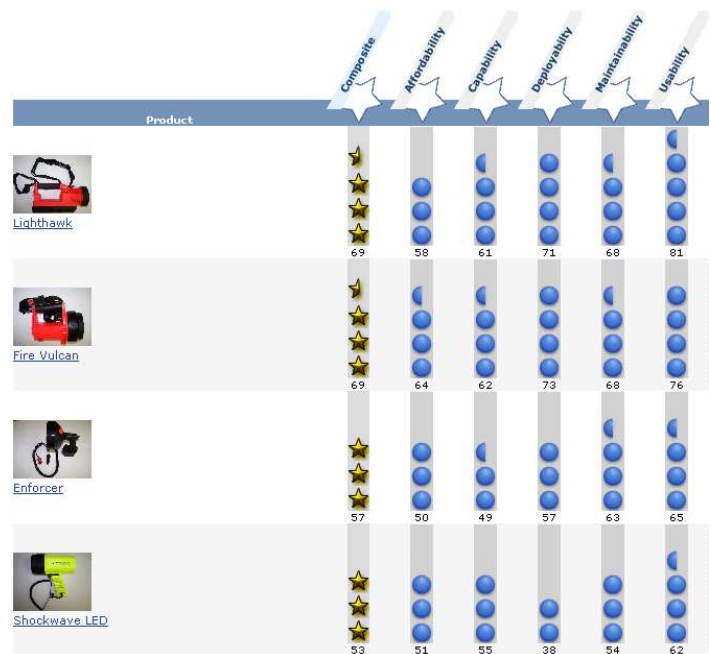 Composite
Affordability
Capability
Deployabilty
Maintainability
Usability
Product
Lighthawk
69 58 61 71 68 81
Fire Vulcan
69 64 62 73 68 76
Enforcer
57 50 49 57 63 65
Shockwave LED
53 51 55 38 54 62